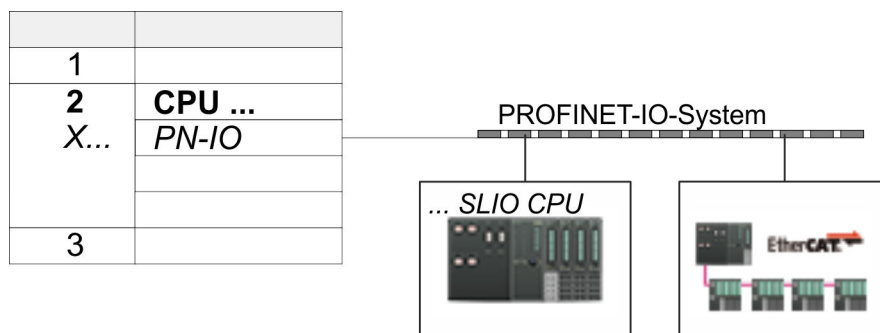 1
2 CPU ...
X... PN-IO
3
PROFINET-IO-System
... SLIO CPU
EtherCAT